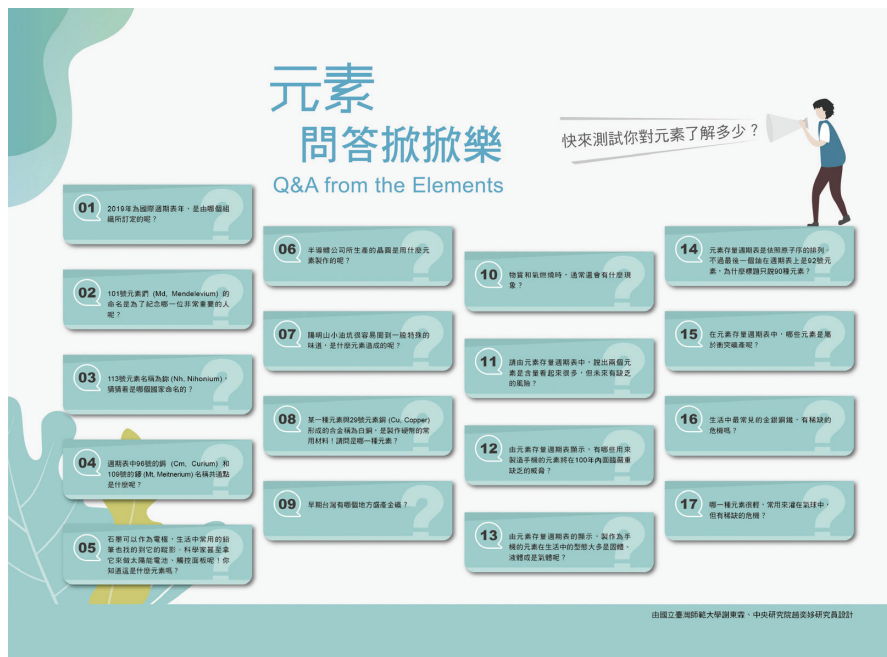 元素
問答掀掀樂
Q&A from the Elements
快來測試你對元素了解多少？
01
2019年為國際週期表年，是由哪個組
織所訂定的呢？
02
101號元素鍆 (Md, Mendelevium) 的
命名是為了紀念哪一位非常重要的人
呢？
03
113號元素名稱為鉨 (Nh, Nihonium)，
猜猜看是哪個國家命名的？
04
週期表中96號的鋦 (Cm, Curium) 和
109號的䥑 (Mt, Meitnerium) 名稱共通點
是什麼呢？
05
石墨可以作為電極，生活中常用的鉛
筆也找的到它的蹤影，科學家甚至拿
它來做太陽能電池、觸控面板呢！你
知道這是什麼元素嗎？
06
半導體公司所生產的晶圓是用什麼元
素製作的呢？
07
陽明山小油坑很容易聞到一股特殊的
味道，是什麼元素造成的呢？
08
某一種元素與29號元素銅 (Cu, Copper)
形成的合金稱為白銅，是製作硬幣的常
用材料！請問是哪一種元素？
09
早期台灣有哪個地方盛產金礦？
10
物質和氧燃燒時，通常還會有什麼現
象？
11
請由元素存量週期表中，說出兩個元
素是含量看起來很多，但未來有缺乏
的風險？
12
由元素存量週期表顯示，有哪些用來
製造手機的元素將在100年內面臨嚴重
缺乏的威脅？
13
由元素存量週期表的顯示，製作為手
機的元素在生活中的型態大多是固體、
液體或是氣體呢？
14
元素存量週期表是依照原子序的排列，
不過最後一個鈾在週期表上是92號元
素，為什麼標題只說90種元素？
15
在元素存量週期表中，哪些元素是屬
於衝突礦產呢？
16
生活中最常見的金銀銅鐵，有稀缺的
危機嗎？
17
哪一種元素很輕，常用來灌在氣球中，
但有稀缺的危機？
由國立臺灣師範大學謝東霖、中央研究院趙奕姼研究員設計